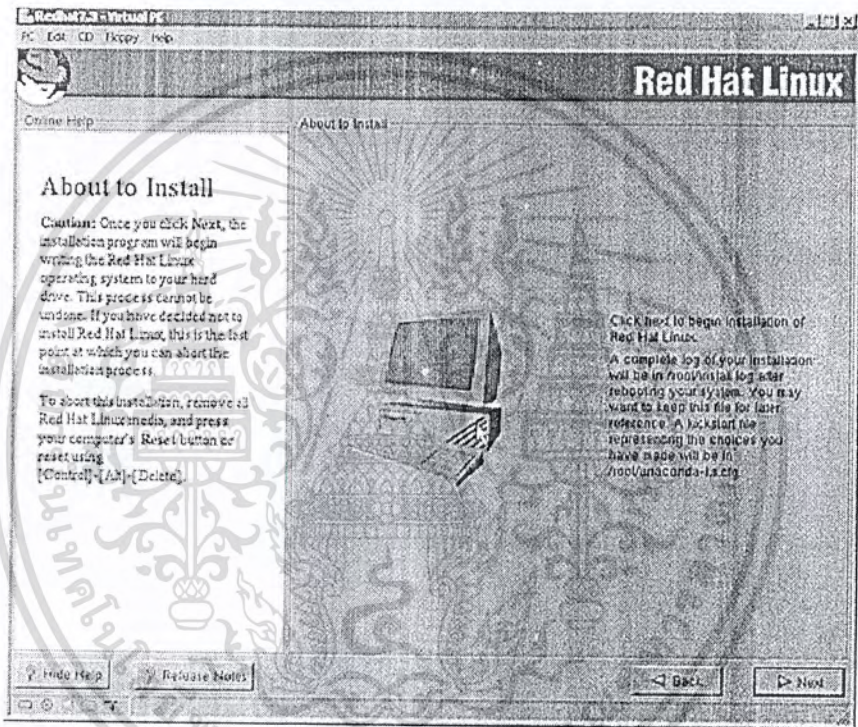 Redhat7.3 - Virtual PC
PC Edit CD Floppy Help
Red Hat Linux
Online Help
About to Install
About to Install
Caution: Once you click Next, the
installation program will begin
writing the Red Hat Linux
operating system to your hard
drive. This process cannot be
undone. If you have decided not to
install Red Hat Linux, this is the last
point at which you can abort the
installation process.
To abort this installation, remove all
Red Hat Linux media, and press
your computer's Reset button or
reset using
[Control]-[Alt]-[Delete].
Click next to begin installation of
Red Hat Linux.
A complete log of your installation
will be in /root/install.log after
rebooting your system. You may
want to keep this file for later
reference. A kickstart file
representing the choices you
have made will be in
/root/anaconda-ks.cfg
Hide Help
Release Notes
Back
Next